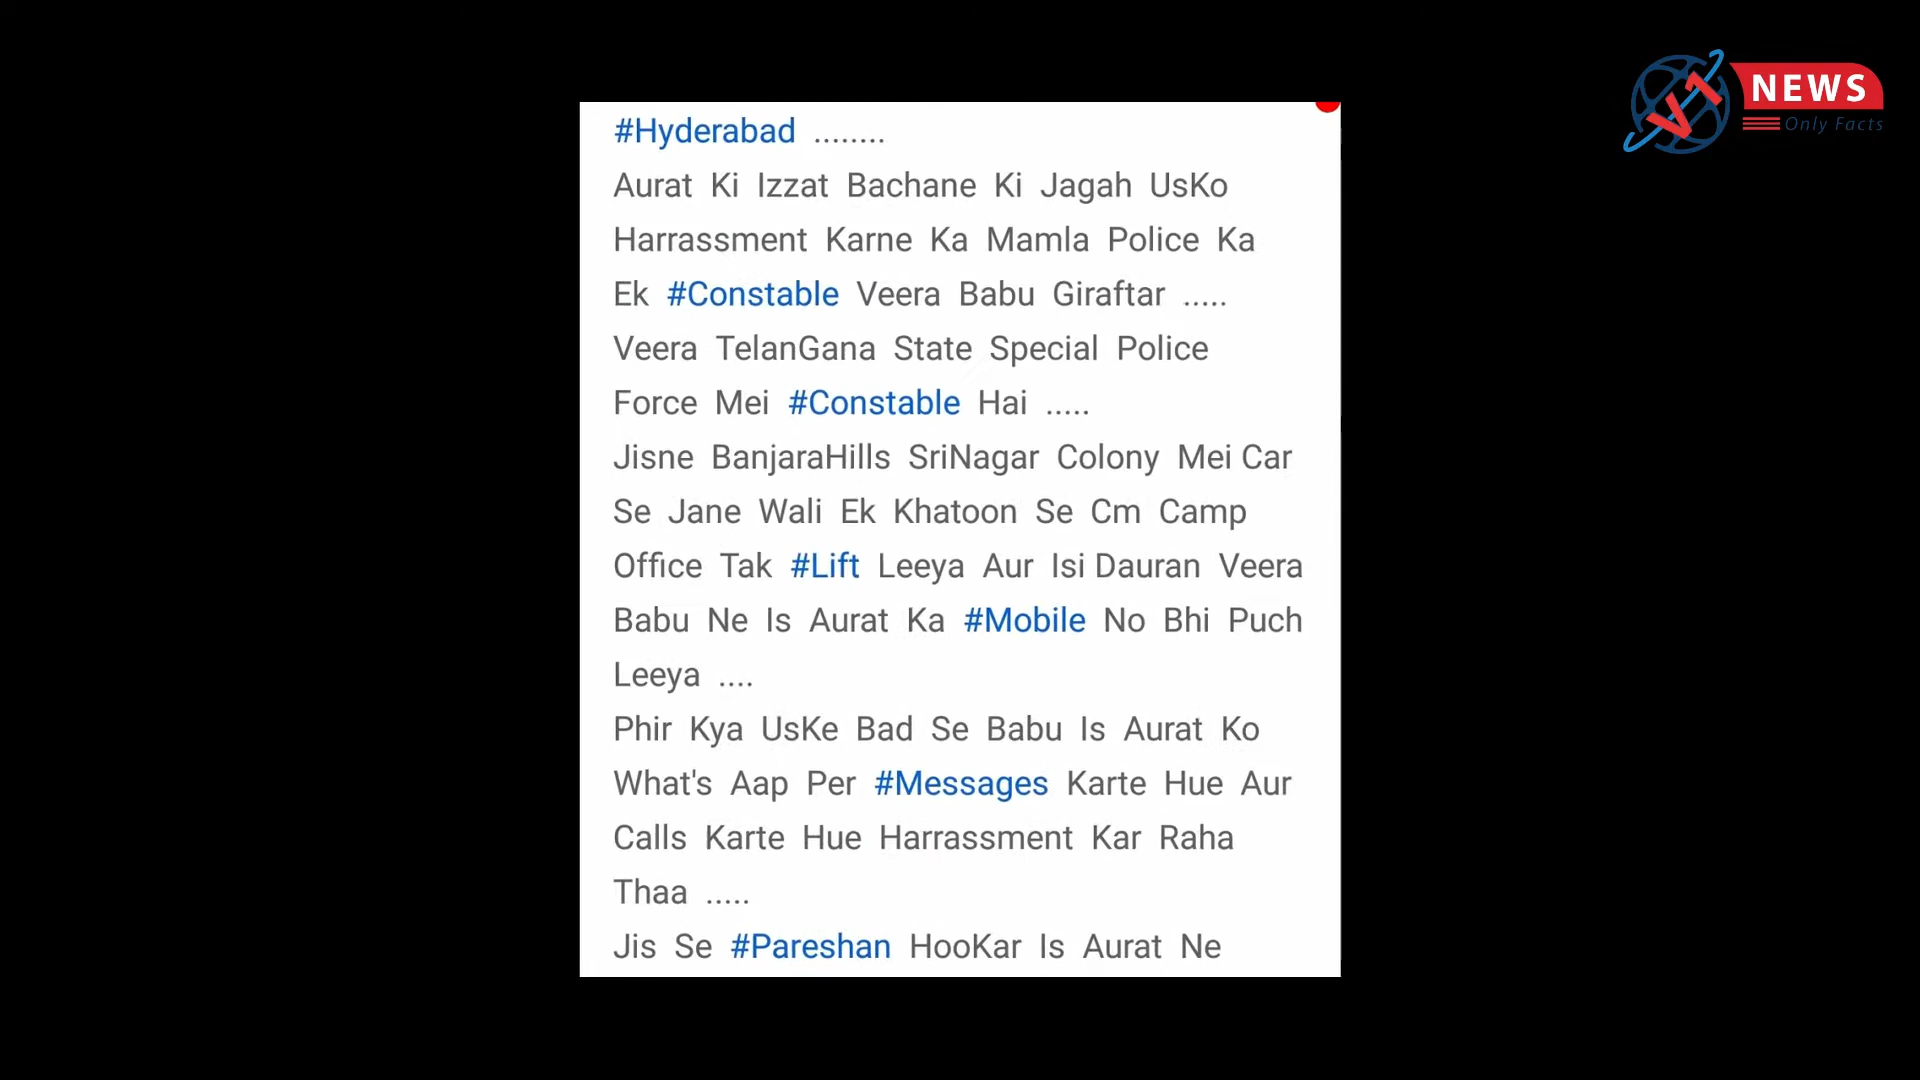 #Hyderabad ........
Aurat Ki Izzat Bachane Ki Jagah UsKo
Harrassment Karne Ka Mamla Police Ka
Ek #Constable Veera Babu Giraftar .....
Veera TelanGana State Special Police
Force Mei #Constable Hai .....
Jisne BanjaraHills SriNagar Colony Mei Car
Se Jane Wali Ek Khatoon Se Cm Camp
Office Tak #Lift Leeya Aur Isi Dauran Veera
Babu Ne Is Aurat Ka #Mobile No Bhi Puch
Leeya ....
Phir Kya UsKe Bad Se Babu Is Aurat Ko
What's Aap Per #Messages Karte Hue Aur
Calls Karte Hue Harrassment Kar Raha
Thaa .....
Jis Se #Pareshan HooKar Is Aurat Ne
NEWS
Only Facts